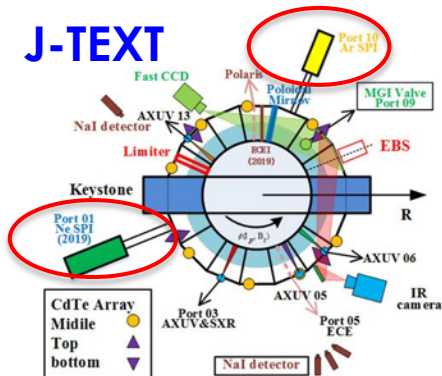 J-TEXT
Port 10
Ar SPI
Polaris
Fast CCD
Poloidal
Mirnov
MGI Valve
Port 09
NaI detector
AXUV 13
ECEI
(2019)
EBS
Limiter
Keystone
R
Port 01
Ne SPI
(2019)
AXUV 06
CdTe Array
Midile
Top
bottom
Port 03
AXUV&SXR
AXUV 05
Port 05
ECE
IR
camera
NaI detector